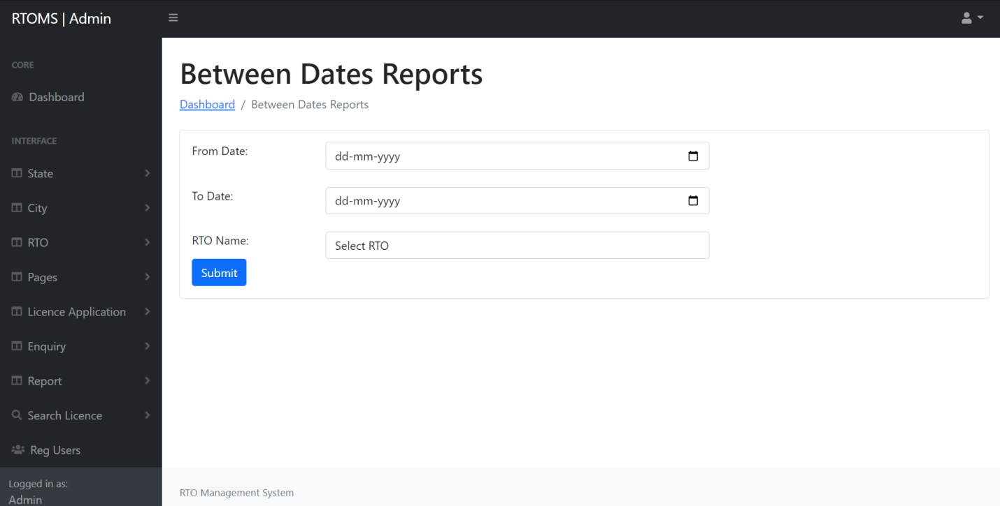 RTOMS | Admin
CORE
Dashboard
INTERFACE
State
City
RTO
Pages
Licence Application
Enquiry
Report
Search Licence
Reg Users
Logged in as:
Admin
Between Dates Reports
Dashboard / Between Dates Reports
From Date:
dd-mm-yyyy
To Date:
dd-mm-yyyy
RTO Name:
Select RTO
Submit
RTO Management System